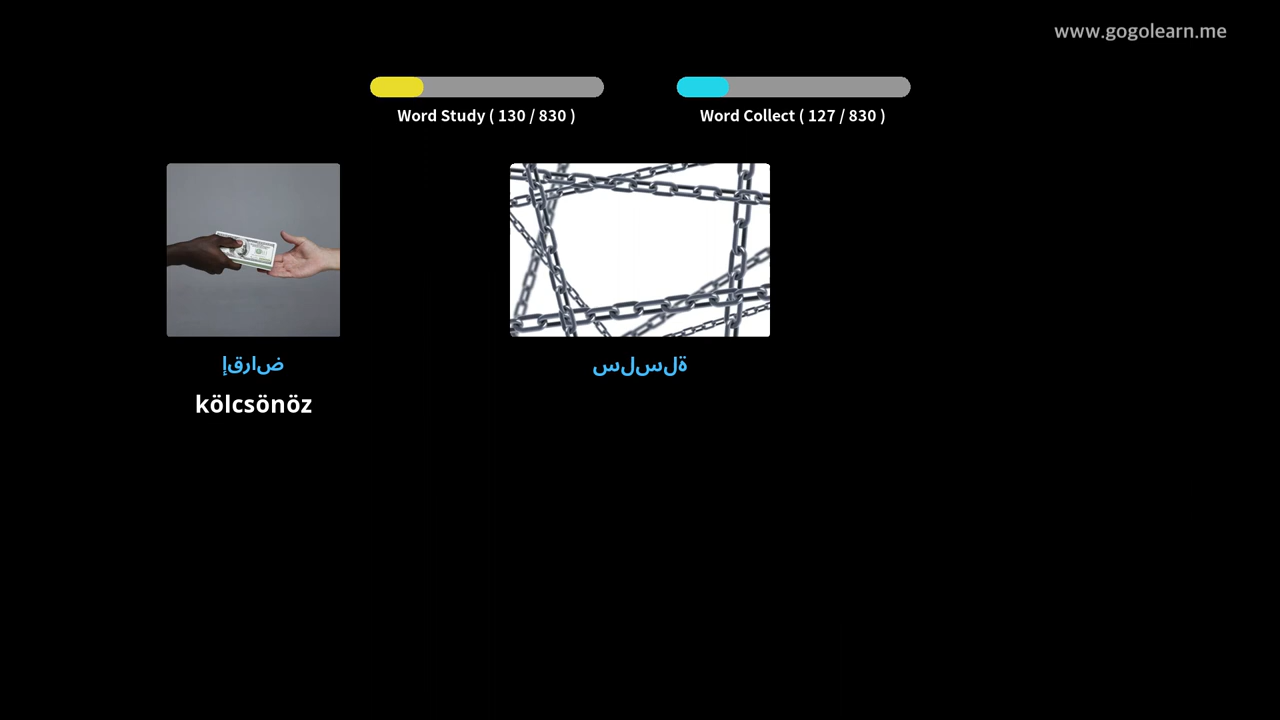 www.gogolearn.me
Word Study ( 130 / 830 )
Word Collect ( 127 / 830 )
إقراض
سلسلة
kölcsönöz